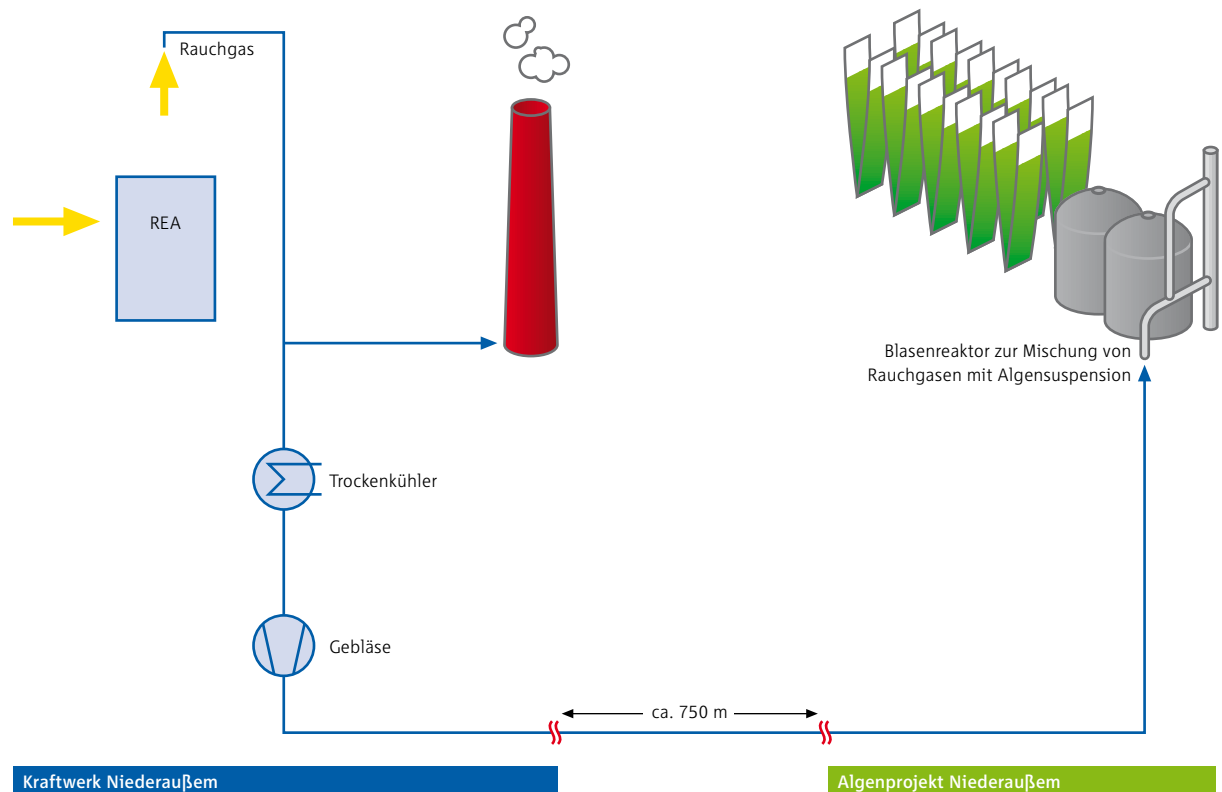 Rauchgas
REA
Blasenreaktor zur Mischung von
Rauchgasen mit Algensuspension
Trockenkühler
Gebläse
ca. 750 m
Kraftwerk Niederaußem
Algenprojekt Niederaußem